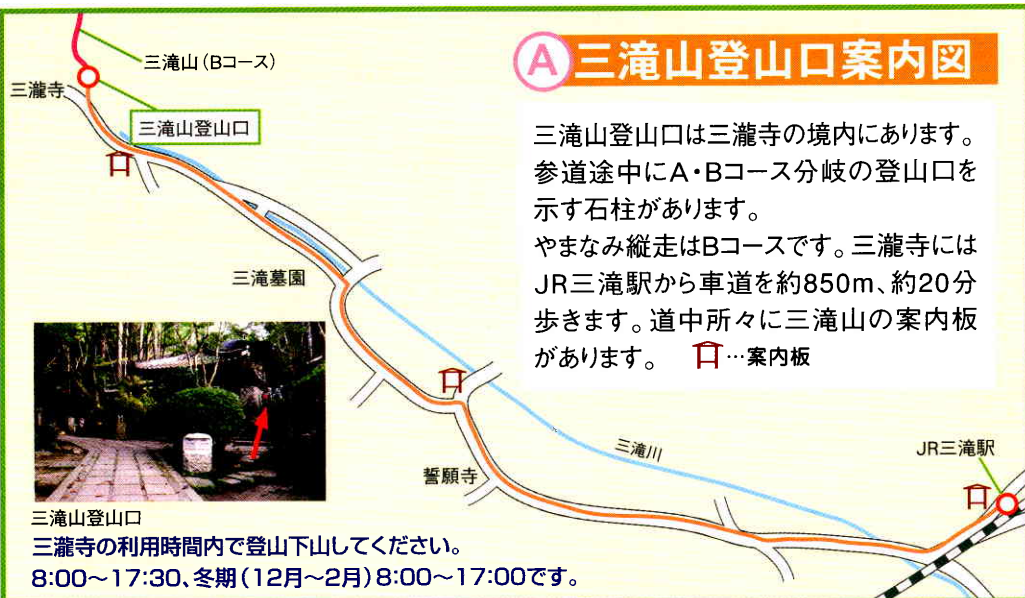 Ⓐ 三滝山登山口案内図
三滝山登山口は三瀧寺の境内にあります。
参道途中にA・Bコース分岐の登山口を
示す石柱があります。
やまなみ縦走はBコースです。三瀧寺には
JR三滝駅から車道を約850m、約20分
歩きます。道中所々に三滝山の案内板
があります。 …案内板
三滝山(Bコース)
三瀧寺
三滝山登山口
三滝墓園
三滝川
JR三滝駅
誓願寺
三滝山登山口
三瀧寺の利用時間内で登山下山してください。
8:00〜17:30、冬期(12月〜2月)8:00〜17:00です。